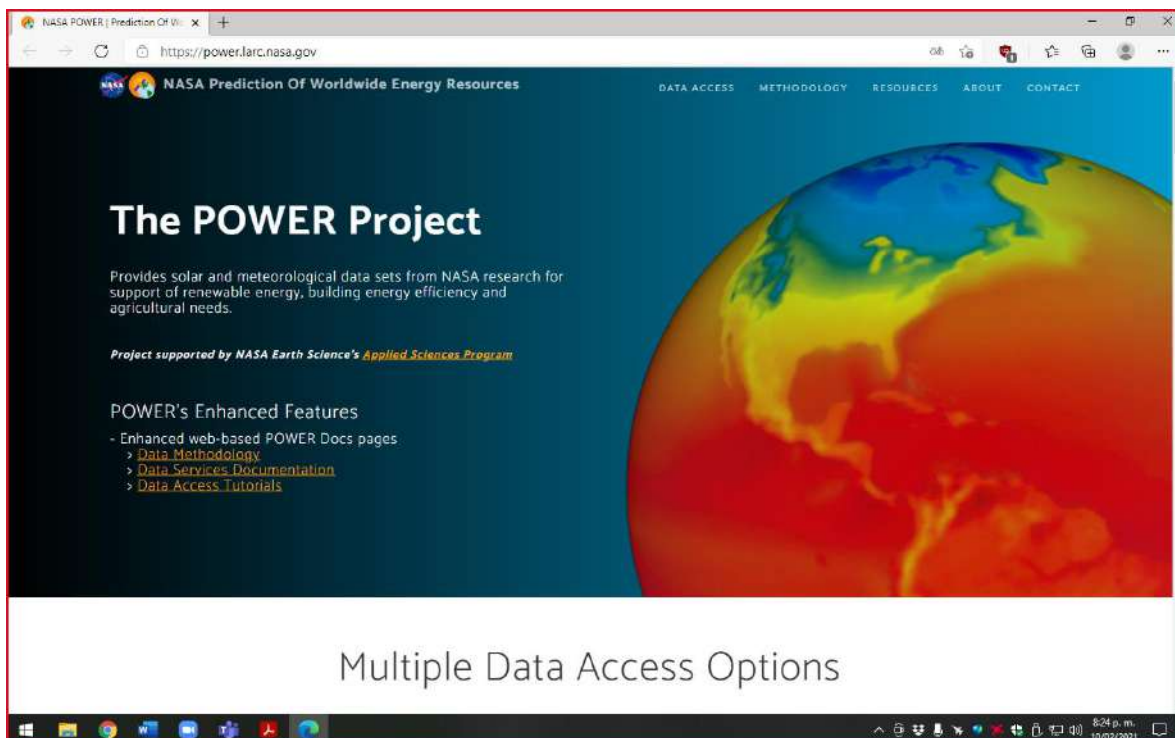 NASA POWER | Prediction Of W
https://power.larc.nasa.gov
NASA
NASA Prediction Of Worldwide Energy Resources
DATA ACCESS METHODOLOGY RESOURCES ABOUT CONTACT
The POWER Project
Provides solar and meteorological data sets from NASA research for
support of renewable energy, building energy efficiency and
agricultural needs.
Project supported by NASA Earth Science's Applied Sciences Program
POWER's Enhanced Features
- Enhanced web-based POWER Docs pages
> Data Methodology
> Data Services Documentation
> Data Access Tutorials
Multiple Data Access Options
8:24 p. m.
10/02/2021